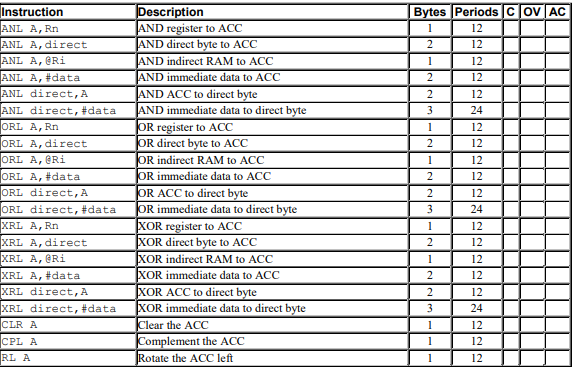 Instruction Description Bytes Periods C OV AC
ANL A,Rn AND register to ACC 1 12
ANL A,direct AND direct byte to ACC 2 12
ANL A,@Ri AND indirect RAM to ACC 1 12
ANL A,#data AND immediate data to ACC 2 12
ANL direct,A AND ACC to direct byte 2 12
ANL direct,#data AND immediate data to direct byte 3 24
ORL A,Rn OR register to ACC 1 12
ORL A,direct OR direct byte to ACC 2 12
ORL A,@Ri OR indirect RAM to ACC 1 12
ORL A,#data OR immediate data to ACC 2 12
ORL direct,A OR ACC to direct byte 2 12
ORL direct,#data OR immediate data to direct byte 3 24
XRL A,Rn XOR register to ACC 1 12
XRL A,direct XOR direct byte to ACC 2 12
XRL A,@Ri XOR indirect RAM to ACC 1 12
XRL A,#data XOR immediate data to ACC 2 12
XRL direct,A XOR ACC to direct byte 2 12
XRL direct,#data XOR immediate data to direct byte 3 24
CLR A Clear the ACC 1 12
CPL A Complement the ACC 1 12
RL A Rotate the ACC left 1 12